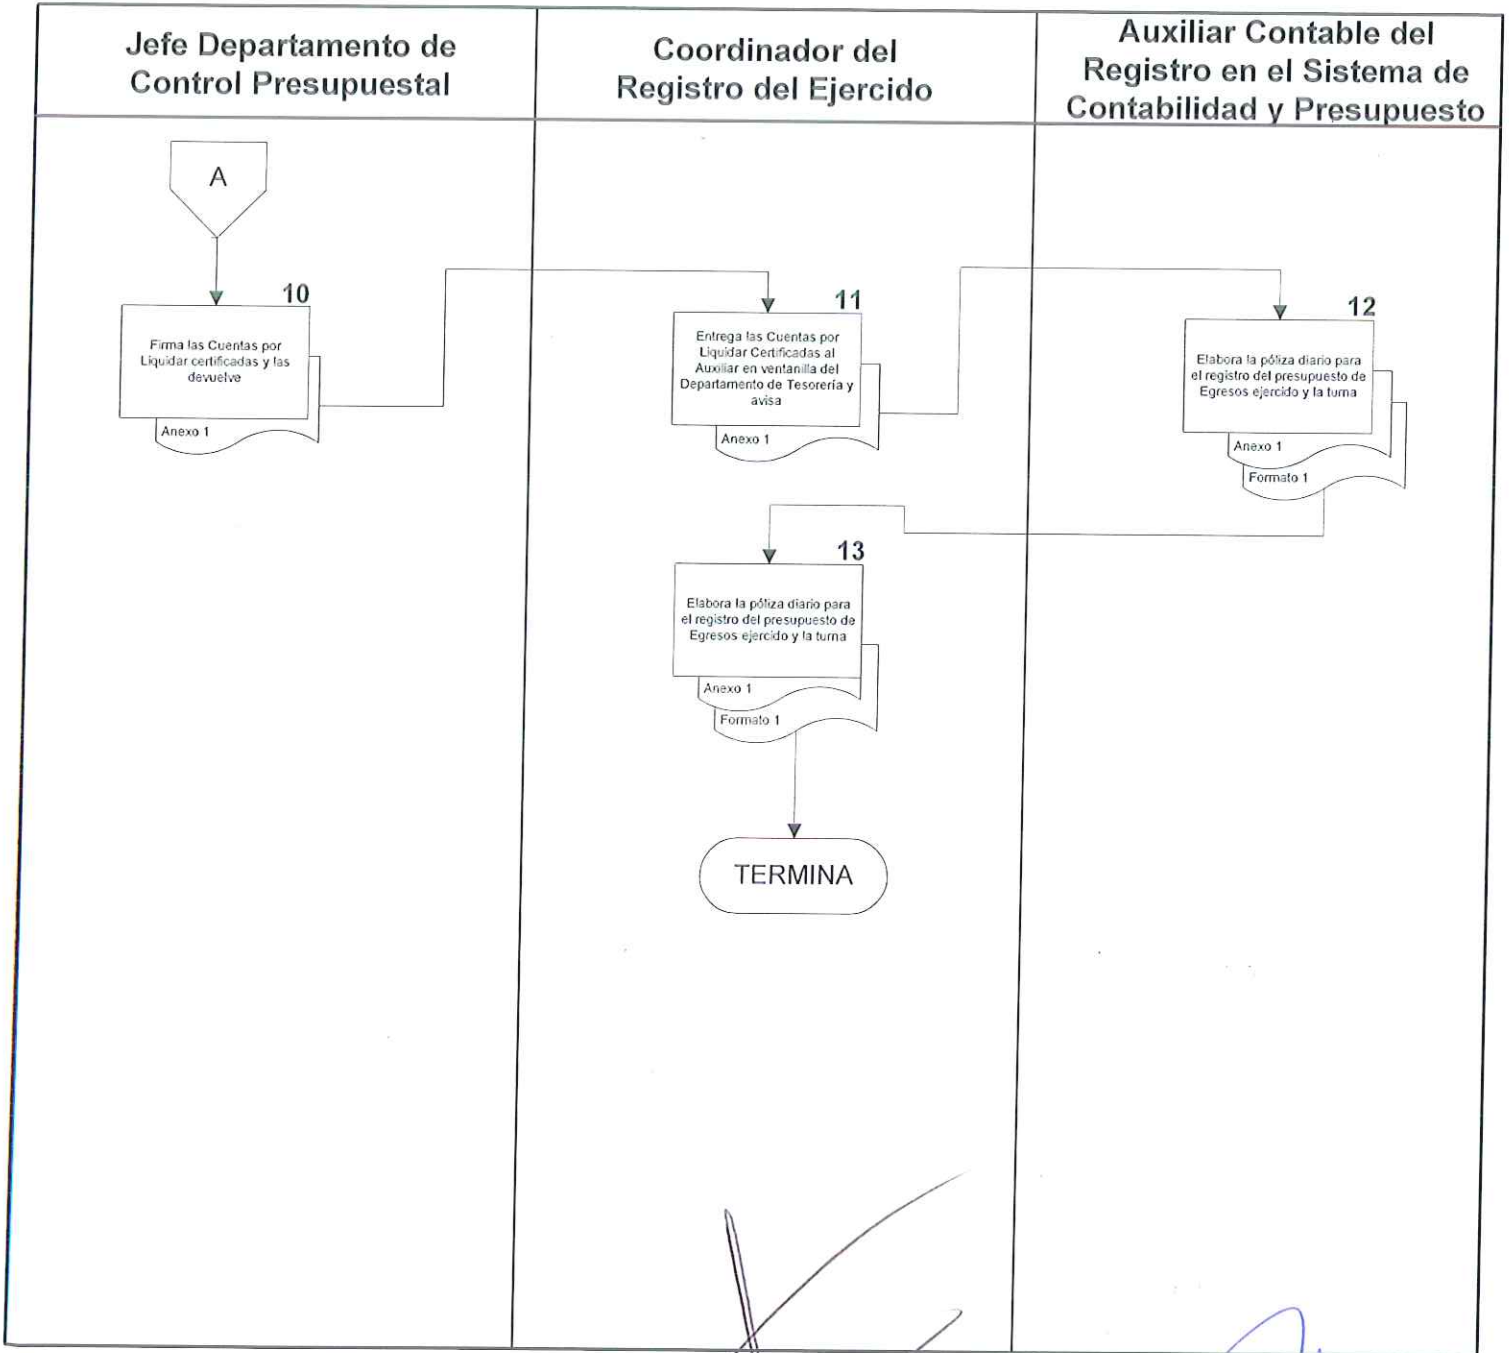 Jefe Departamento de
Control Presupuestal
Coordinador del
Registro del Ejercido
Auxiliar Contable del
Registro en el Sistema de
Contabilidad y Presupuesto
A
10
Firma las Cuentas por
Liquidar certificadas y las
devuelve
Anexo 1
11
Entrega las Cuentas por
Liquidar Certificadas al
Auxiliar en ventanilla del
Departamento de Tesorería y
avisa
Anexo 1
12
Elabora la póliza diario para
el registro del presupuesto de
Egresos ejercido y la turna
Anexo 1
Formato 1
13
Elabora la póliza diario para
el registro del presupuesto de
Egresos ejercido y la turna
Anexo 1
Formato 1
TERMINA